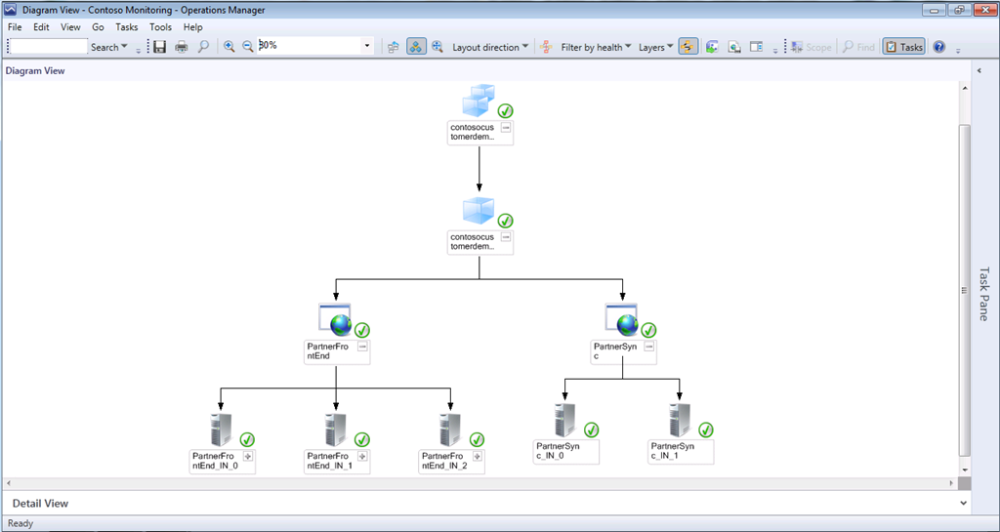 Diagram View - Contoso Monitoring - Operations Manager
File Edit View Go Tasks Tools Help
Search 80% Layout direction Filter by health Layers Scope Find Tasks
Diagram View
contosocus
tomerdem...
contosocus
tomerdem...
PartnerFro
ntEnd
PartnerSyn
c
PartnerFro
ntEnd_IN_0
PartnerFro
ntEnd_IN_1
PartnerFro
ntEnd_IN_2
PartnerSyn
c_IN_0
PartnerSyn
c_IN_1
Task Pane
Detail View
Ready